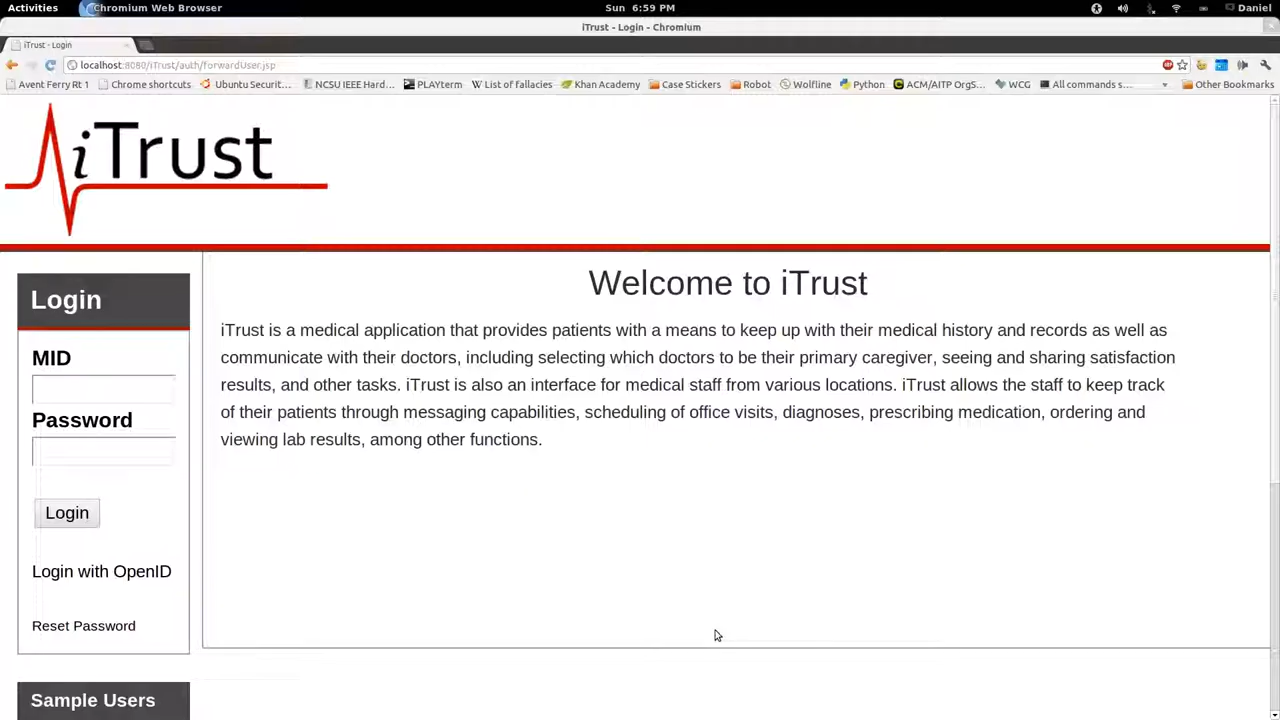 Activities Chromium Web Browser Sun 6:59 PM Daniel
iTrust - Login - Chromium
iTrust - Login
localhost:8080/iTrust/auth/forwardUser.jsp
Avent Ferry Rt 1 Chrome shortcuts Ubuntu Securit... NCSU IEEE Hard... PLAYterm List of fallacies Khan Academy Case Stickers Robot Wolfline Python ACM/AITP OrgS... WCG All commands s... Other Bookmarks
iTrust
Login
MID
Password
Login
Login with OpenID
Reset Password
Sample Users
Welcome to iTrust
iTrust is a medical application that provides patients with a means to keep up with their medical history and records as well as
communicate with their doctors, including selecting which doctors to be their primary caregiver, seeing and sharing satisfaction
results, and other tasks. iTrust is also an interface for medical staff from various locations. iTrust allows the staff to keep track
of their patients through messaging capabilities, scheduling of office visits, diagnoses, prescribing medication, ordering and
viewing lab results, among other functions.